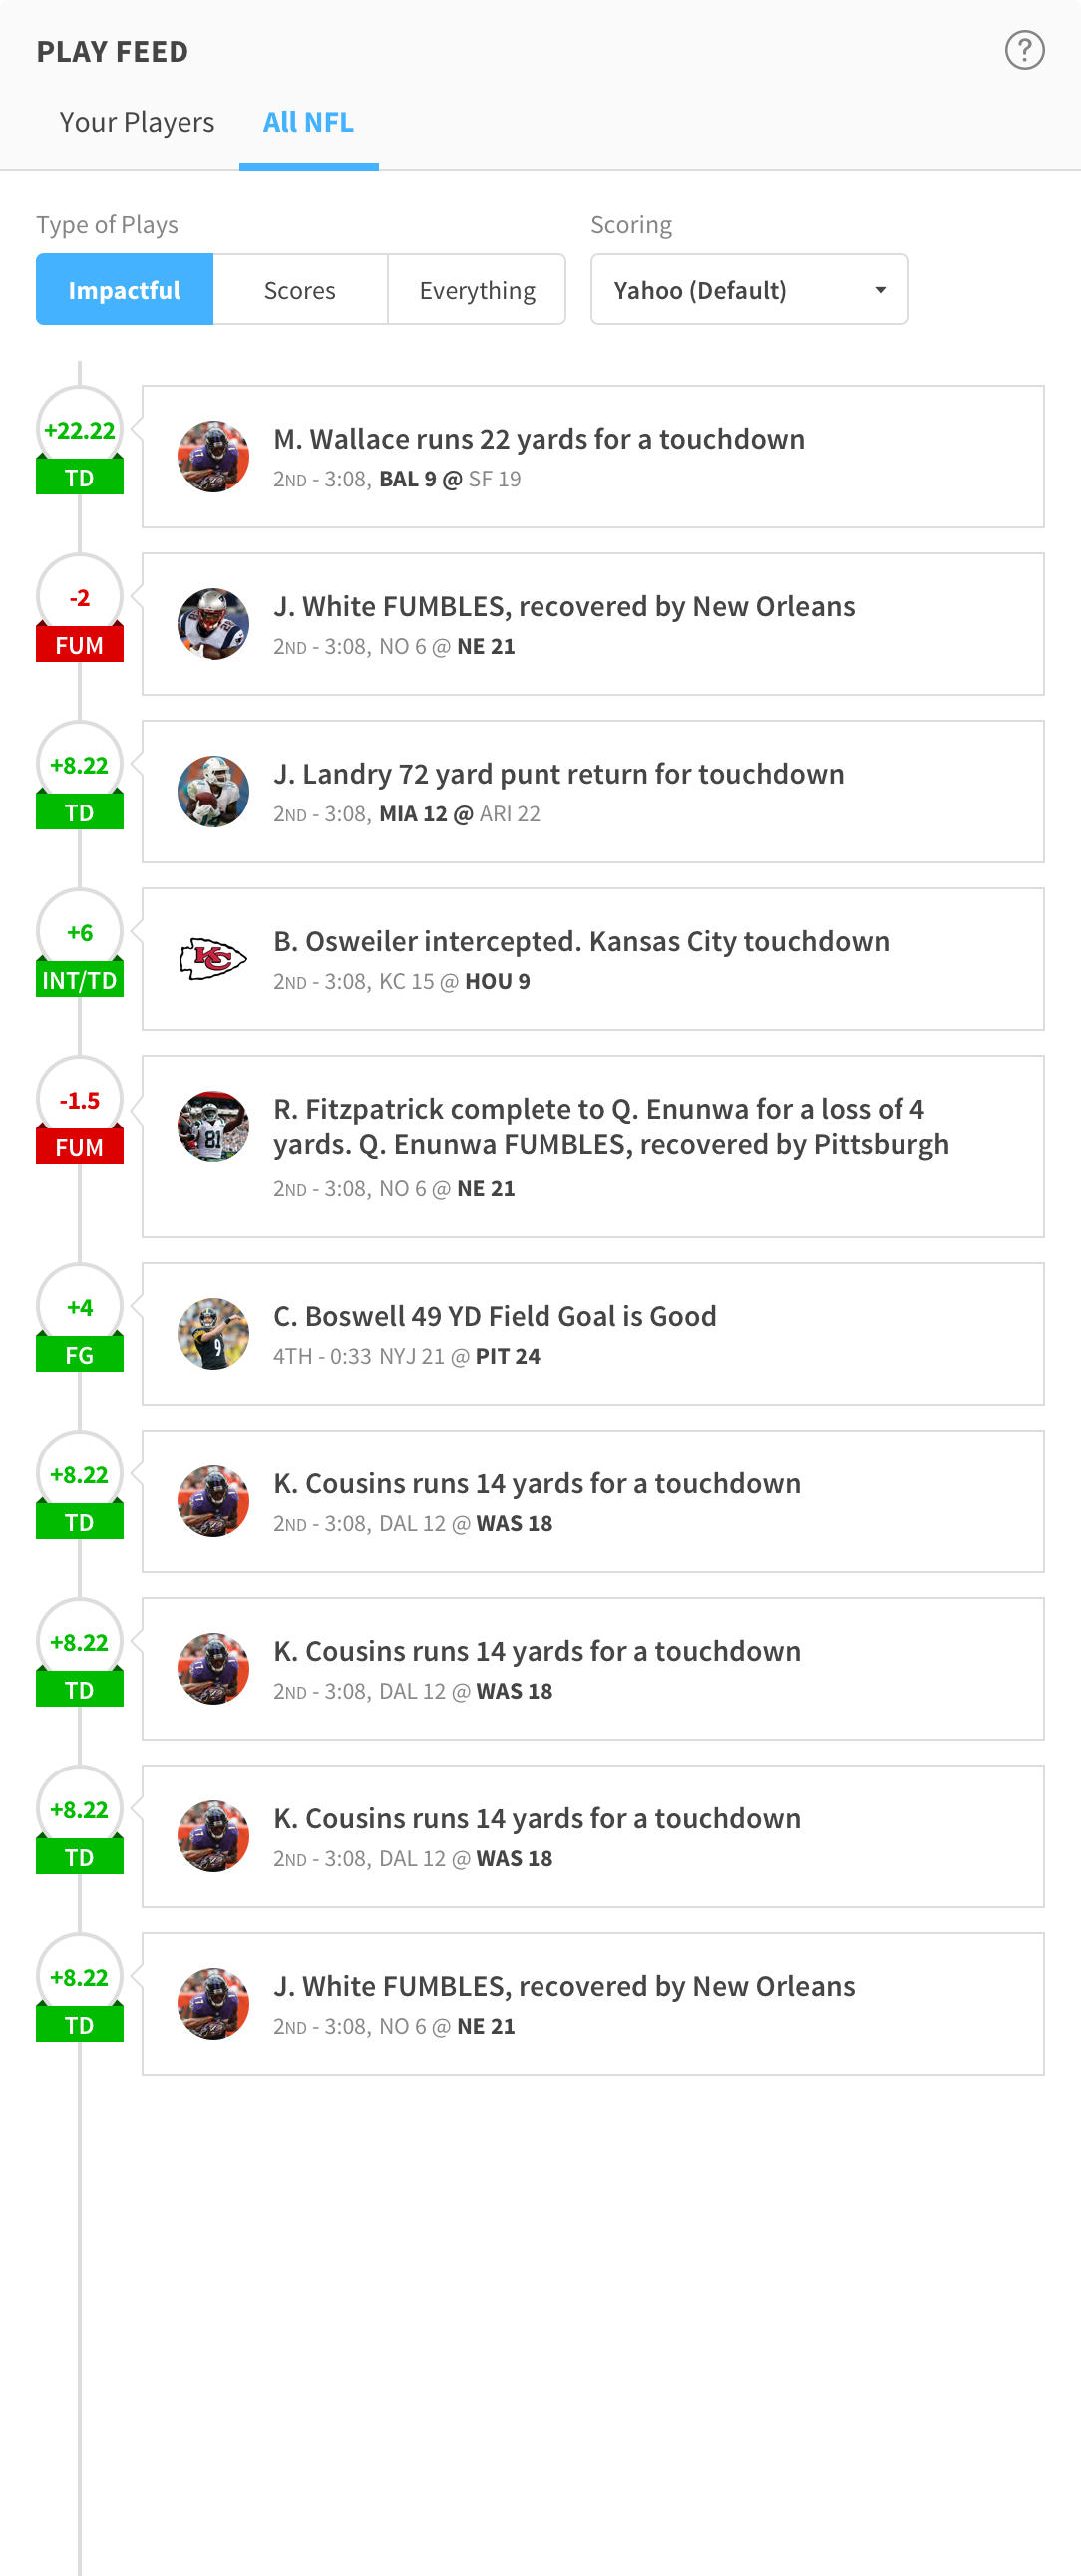 PLAY FEED
?
Your Players
All NFL
Type of Plays
Scoring
Impactful
Scores
Everything
Yahoo (Default)
+22.22
TD
M. Wallace runs 22 yards for a touchdown
2ND - 3:08, BAL 9 @ SF 19
-2
FUM
J. White FUMBLES, recovered by New Orleans
2ND - 3:08, NO 6 @ NE 21
+8.22
TD
J. Landry 72 yard punt return for touchdown
2ND - 3:08, MIA 12 @ ARI 22
+6
INT/TD
KC
B. Osweiler intercepted. Kansas City touchdown
2ND - 3:08, KC 15 @ HOU 9
-1.5
FUM
81
R. Fitzpatrick complete to Q. Enunwa for a loss of 4
yards. Q. Enunwa FUMBLES, recovered by Pittsburgh
2ND - 3:08, NO 6 @ NE 21
+4
FG
9
C. Boswell 49 YD Field Goal is Good
4TH - 0:33 NYJ 21 @ PIT 24
+8.22
TD
K. Cousins runs 14 yards for a touchdown
2ND - 3:08, DAL 12 @ WAS 18
+8.22
TD
K. Cousins runs 14 yards for a touchdown
2ND - 3:08, DAL 12 @ WAS 18
+8.22
TD
K. Cousins runs 14 yards for a touchdown
2ND - 3:08, DAL 12 @ WAS 18
+8.22
TD
J. White FUMBLES, recovered by New Orleans
2ND - 3:08, NO 6 @ NE 21